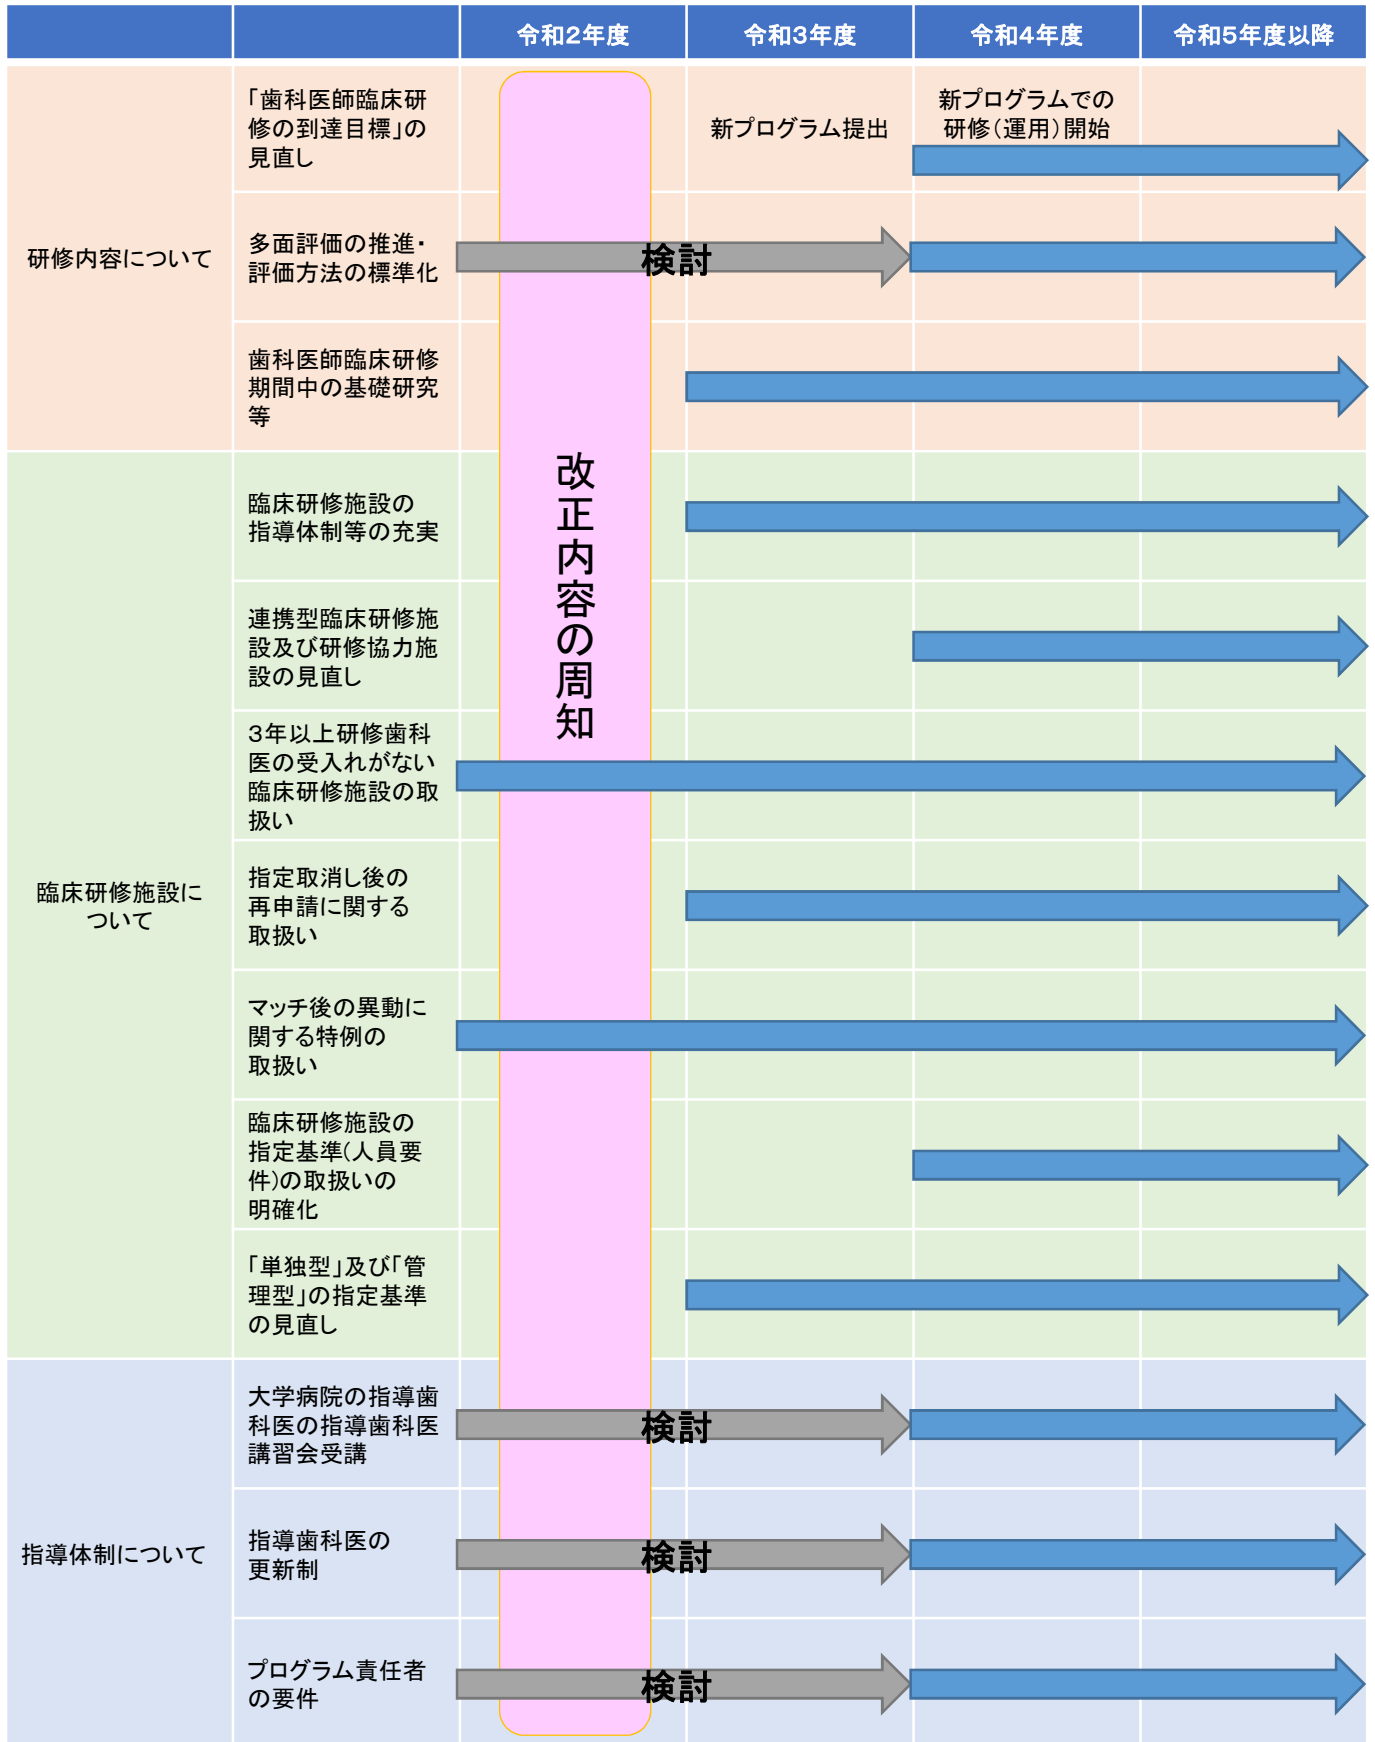 令和2年度
令和3年度
令和4年度
令和5年度以降
研修内容について
「歯科医師臨床研
修の到達目標」の
見直し
新プログラム提出
新プログラムでの
研修（運用）開始
多面評価の推進・
評価方法の標準化
検討
歯科医師臨床研修
期間中の基礎研究
等
改正内容の周知
臨床研修施設に
ついて
臨床研修施設の
指導体制等の充実
連携型臨床研修施
設及び研修協力施
設の見直し
3年以上研修歯科
医の受入れがない
臨床研修施設の取
扱い
指定取消し後の
再申請に関する
取扱い
マッチ後の異動に
関する特例の
取扱い
臨床研修施設の
指定基準(人員要
件)の取扱いの
明確化
「単独型」及び「管
理型」の指定基準
の見直し
指導体制について
大学病院の指導歯
科医の指導歯科医
講習会受講
検討
指導歯科医の
更新制
検討
プログラム責任者
の要件
検討